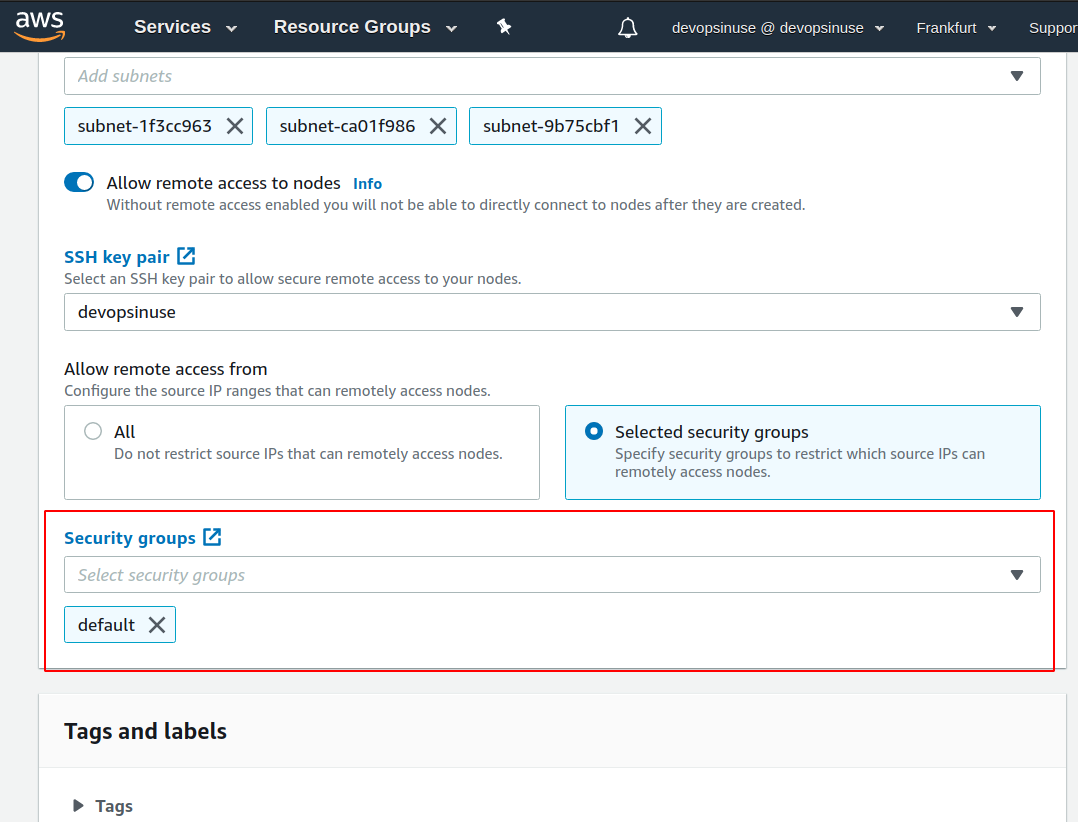 aws Services Resource Groups devopsinuse @ devopsinuse Frankfurt Suppor
Add subnets
subnet-1f3cc963 subnet-ca01f986 subnet-9b75cbf1
Allow remote access to nodes Info
Without remote access enabled you will not be able to directly connect to nodes after they are created.
SSH key pair
Select an SSH key pair to allow secure remote access to your nodes.
devopsinuse
Allow remote access from
Configure the source IP ranges that can remotely access nodes.
All
Do not restrict source IPs that can remotely access nodes.
Selected security groups
Specify security groups to restrict which source IPs can
remotely access nodes.
Security groups
Select security groups
default
Tags and labels
Tags